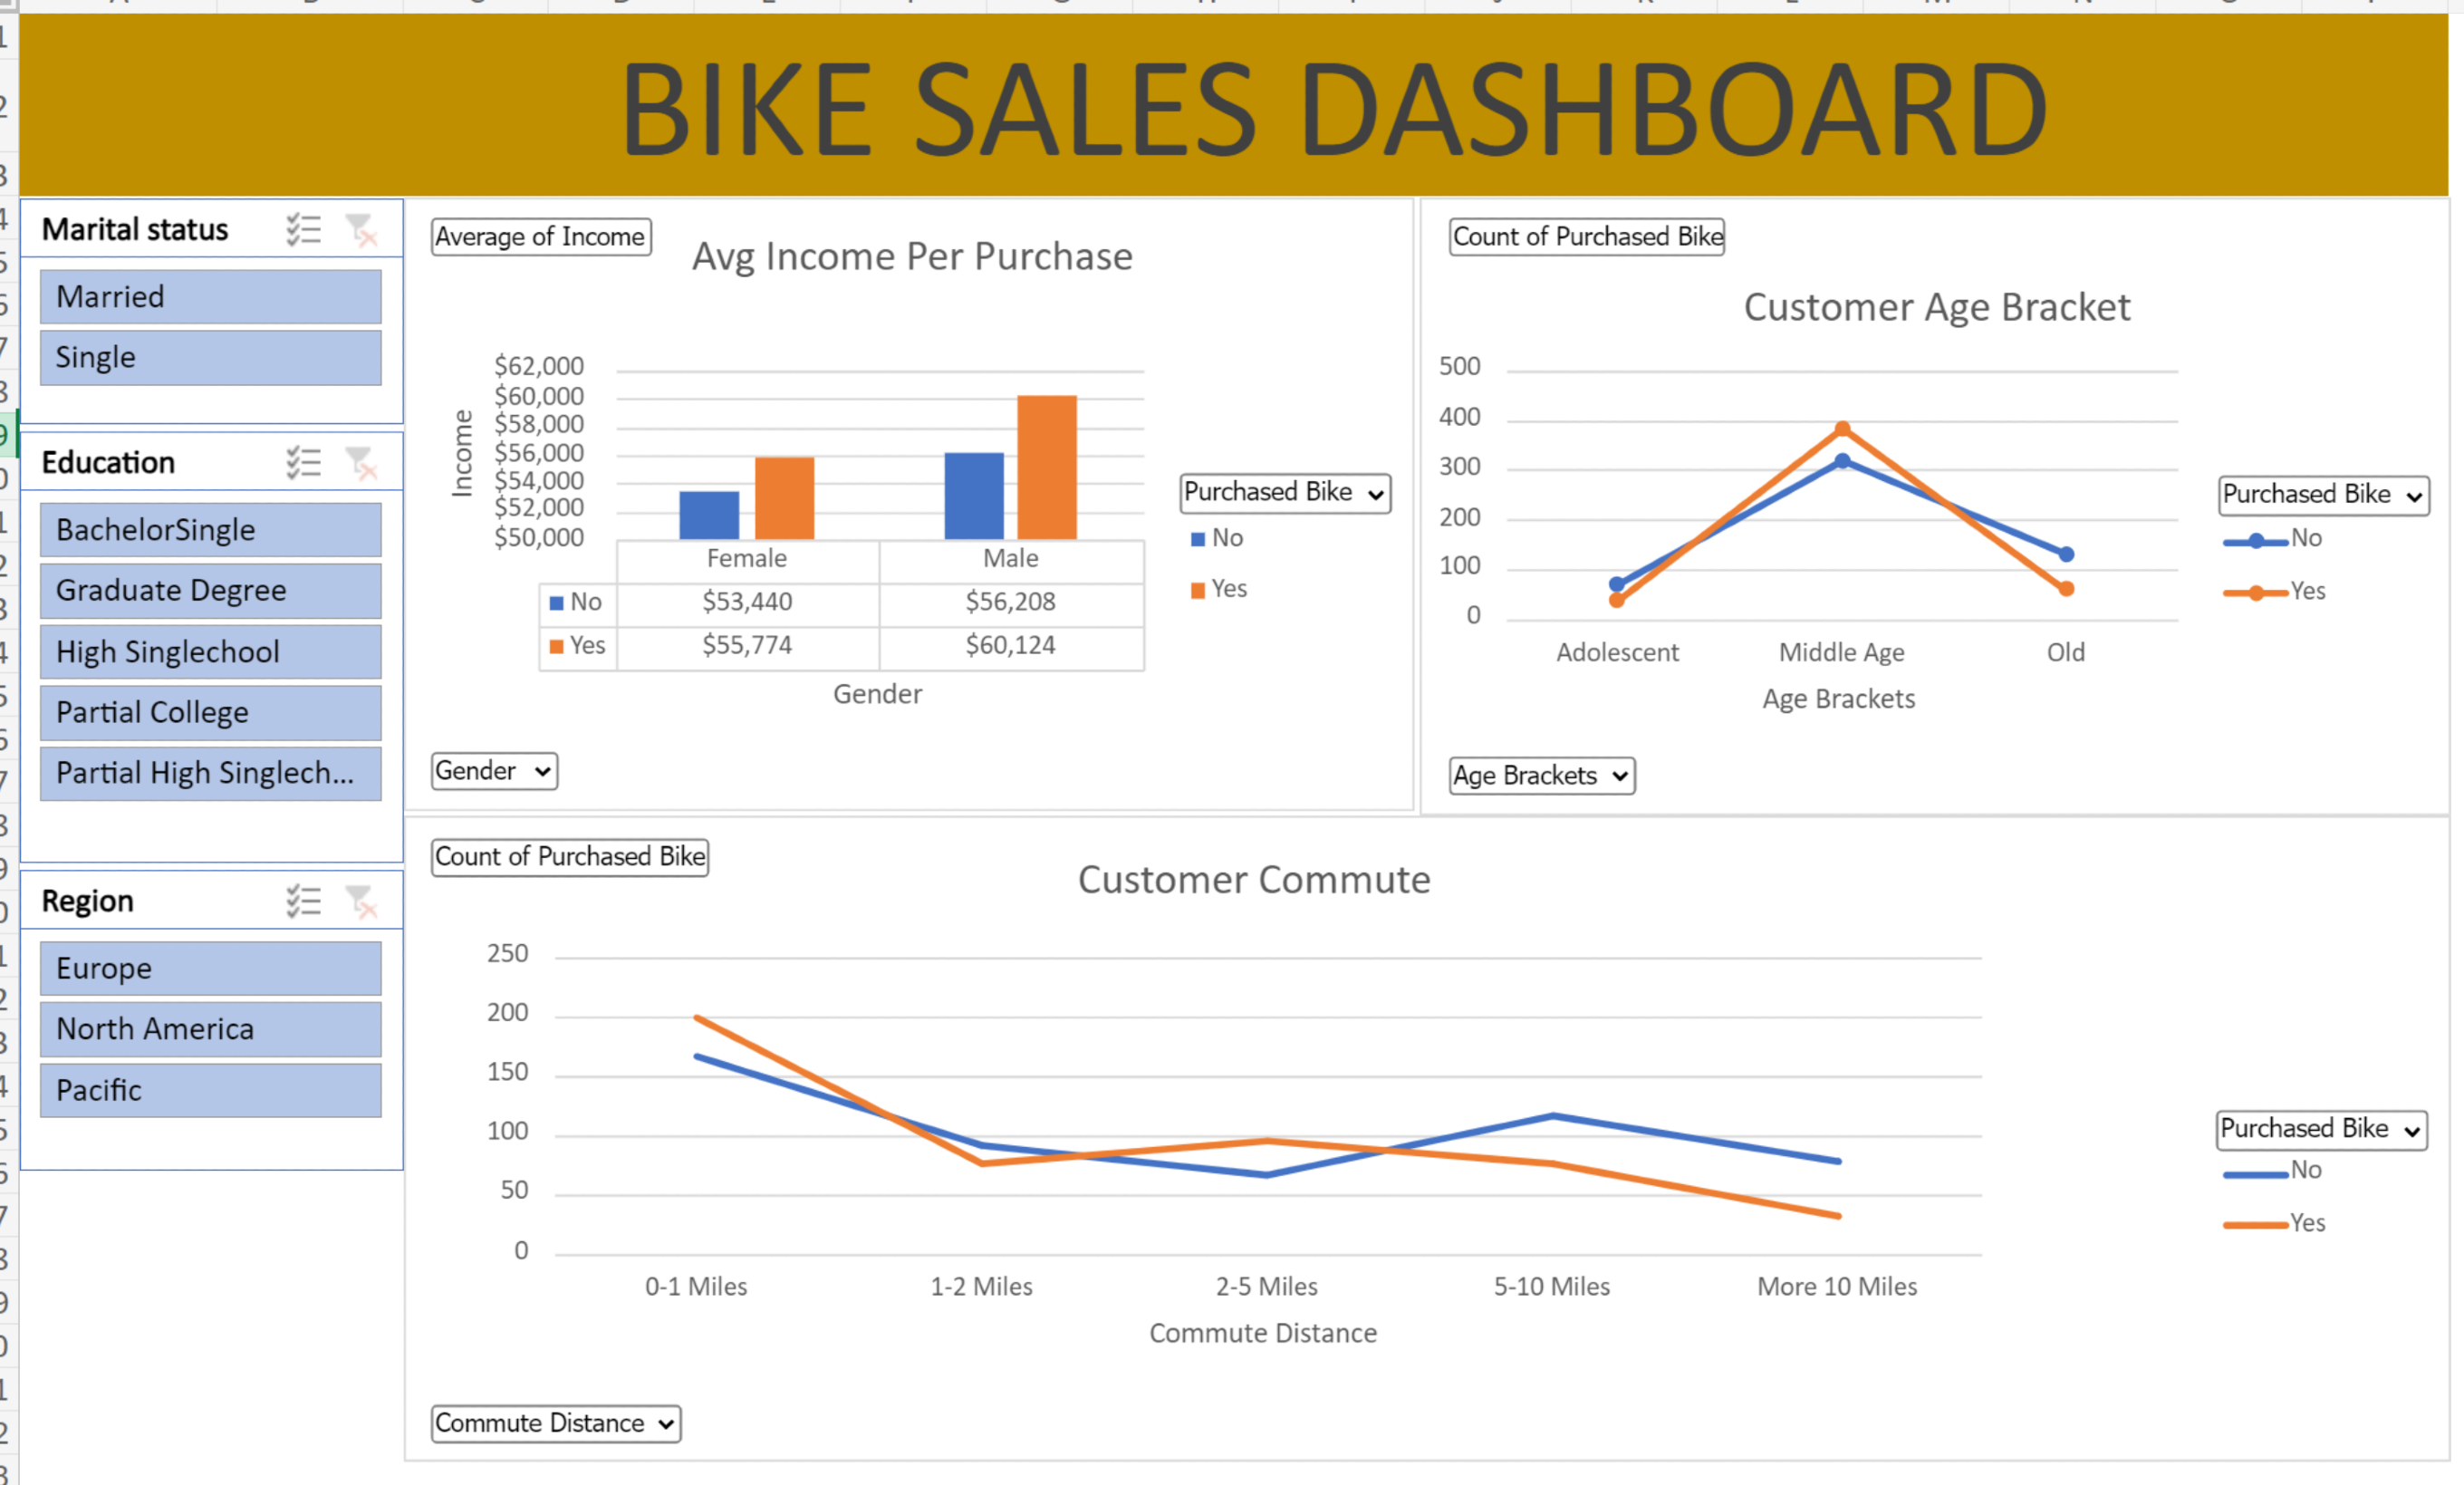 BIKE SALES DASHBOARD
Marital status
Married
Single
Education
BachelorSingle
Graduate Degree
High Singlechool
Partial College
Partial High Singlech...
Region
Europe
North America
Pacific
Average of Income
Avg Income Per Purchase
$62,000
$60,000
$58,000
$56,000
$54,000
$52,000
$50,000
Income
Female Male
No $53,440 $56,208
Yes $55,774 $60,124
Gender
Purchased Bike
No
Yes
Gender
Count of Purchased Bike
Customer Age Bracket
500
400
300
200
100
0
Adolescent Middle Age Old
Age Brackets
Purchased Bike
No
Yes
Age Brackets
Count of Purchased Bike
Customer Commute
250
200
150
100
50
0
0-1 Miles 1-2 Miles 2-5 Miles 5-10 Miles More 10 Miles
Commute Distance
Purchased Bike
No
Yes
Commute Distance